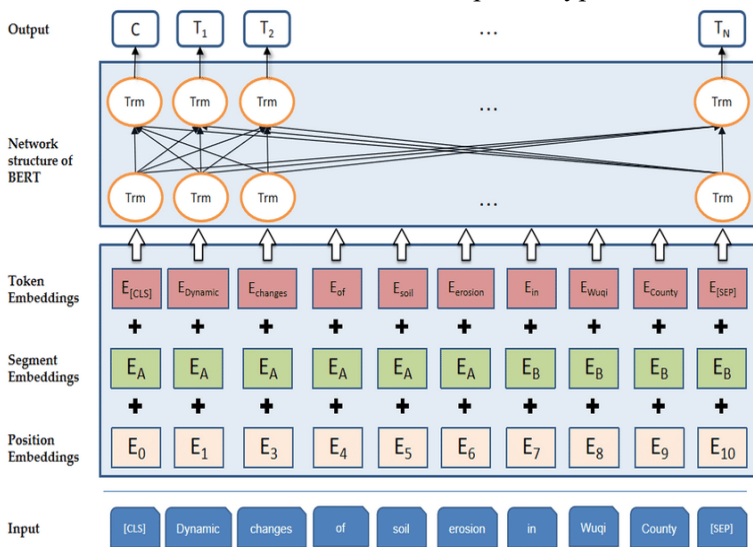 Output C T1 T2 ... TN
Trm Trm Trm ... Trm
Network structure of BERT
Trm Trm Trm ... Trm
Token Embeddings E[CLS] EDynamic Echanges Eof Esoil Eerosion Ein EWuqi ECounty E[SEP]
+ + + + + + + + + +
Segment Embeddings EA EA EA EA EA EA EB EB EB EB
+ + + + + + + + + +
Position Embeddings E0 E1 E3 E4 E5 E6 E7 E8 E9 E10
Input [CLS] Dynamic changes of soil erosion in Wuqi County [SEP]